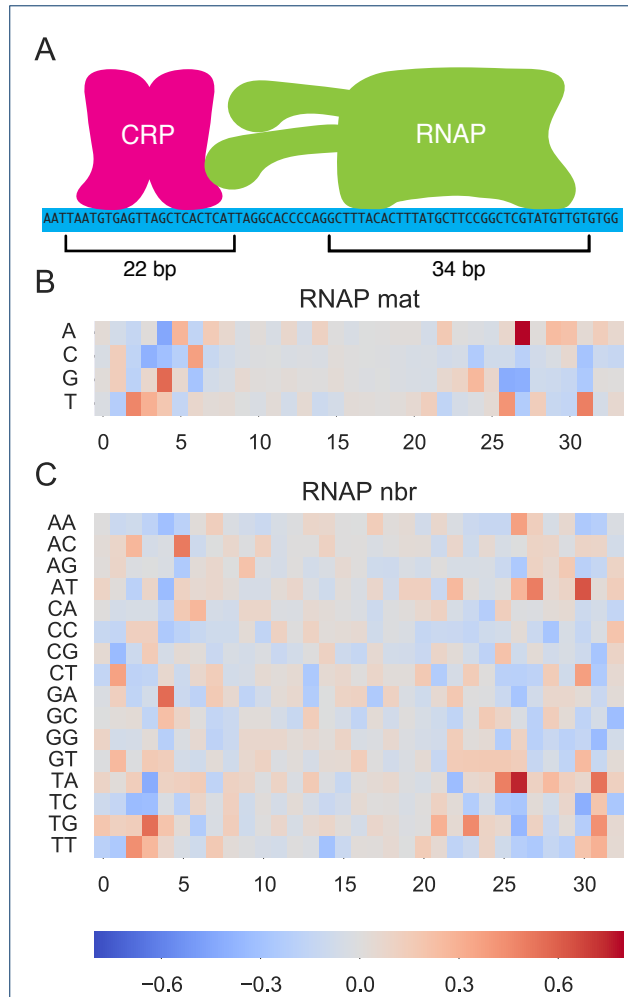 A
CRP
RNAP
AATTAATGTGAGTTAGCTCACTCATTAGGCACCCCAGGCTTTACACTTTATGCTTCCGGCTCGTATGTTGTGTGG
22 bp
34 bp
B
RNAP mat
A
C
G
T
0 5 10 15 20 25 30
C
RNAP nbr
AA
AC
AG
AT
CA
CC
CG
CT
GA
GC
GG
GT
TA
TC
TG
TT
0 5 10 15 20 25 30
−0.6 −0.3 0.0 0.3 0.6